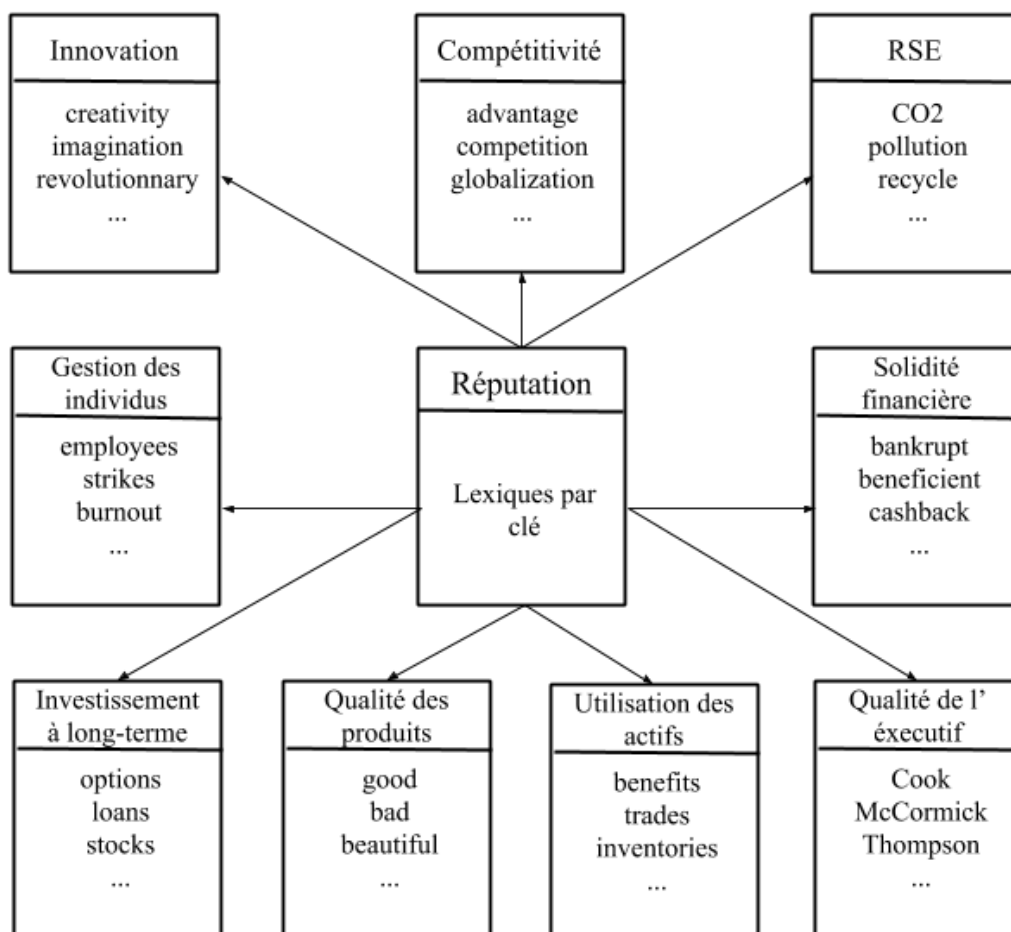 Innovation
creativity
imagination
revolutionnary
...
Compétitivité
advantage
competition
globalization
...
RSE
CO2
pollution
recycle
...
Gestion des
individus
employees
strikes
burnout
...
Réputation
Lexiques par
clé
Solidité
financière
bankrupt
beneficient
cashback
...
Investissement
à long-terme
options
loans
stocks
...
Qualité des
produits
good
bad
beautiful
...
Utilisation des
actifs
benefits
trades
inventories
...
Qualité de l'
éxecutif
Cook
McCormick
Thompson
...